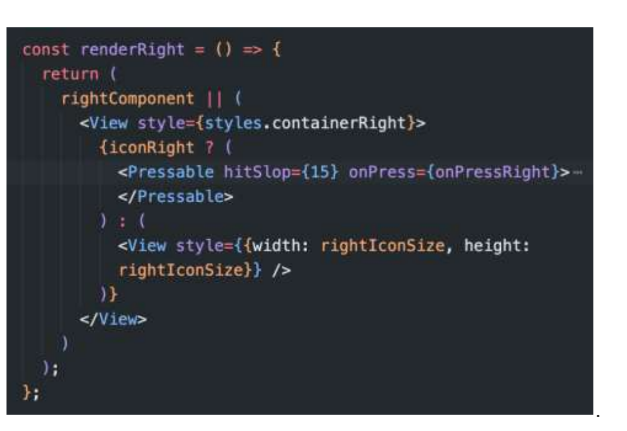 const renderRight = () => {
return (
rightComponent || (
<View style={styles.containerRight}>
{iconRight ? (
<Pressable hitSlop={15} onPress={onPressRight}>⋯
</Pressable>
) : (
<View style={{width: rightIconSize, height:
rightIconSize}} />
)}
</View>
)
);
};
.